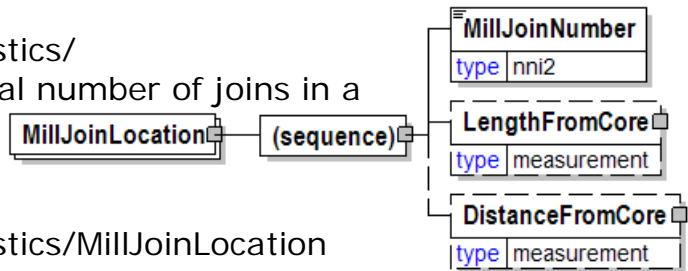 stics/
al number of joins in a
stics/MillJoinLocation
MillJoinLocation
(sequence)
MillJoinNumber
type nni2
LengthFromCore
type measurement
DistanceFromCore
type measurement